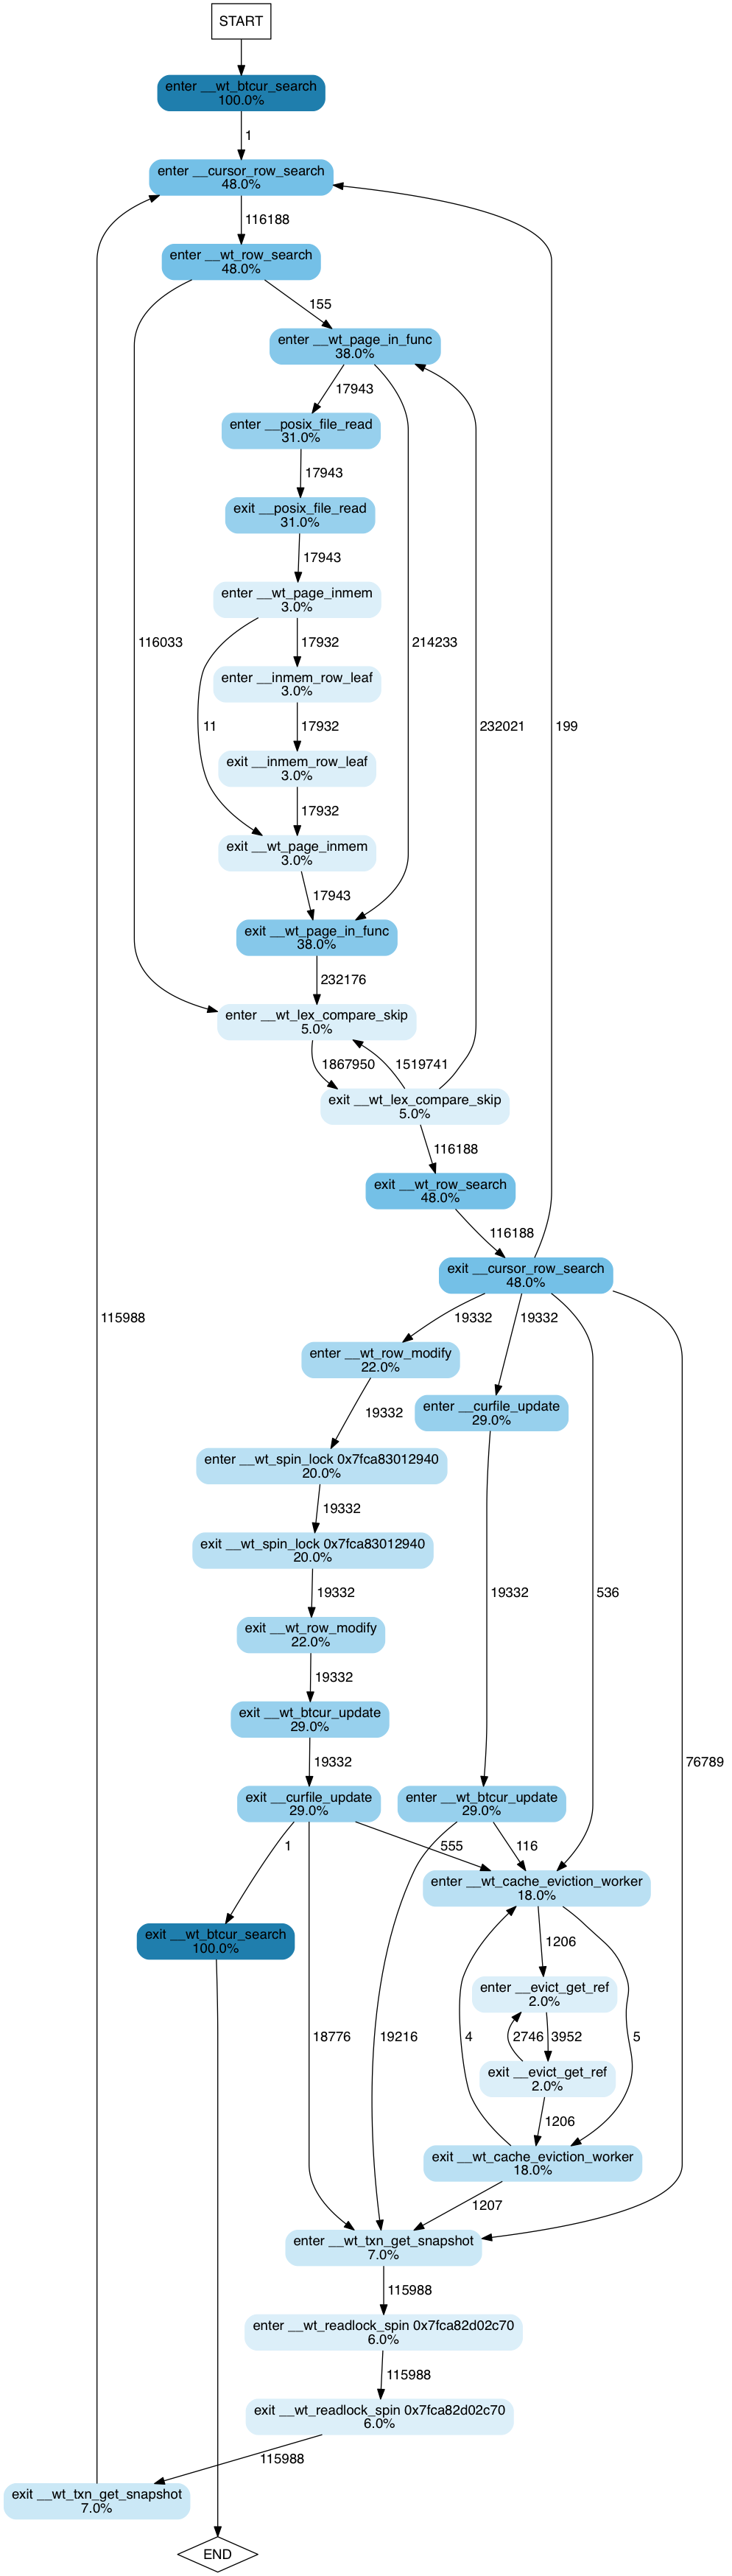 START
enter __wt_btcur_search
100.0%
1
enter __cursor_row_search
48.0%
116188
enter __wt_row_search
48.0%
155
enter __wt_page_in_func
38.0%
17943
enter __posix_file_read
31.0%
17943
exit __posix_file_read
31.0%
17943
enter __wt_page_inmem
3.0%
116033
17932
214233
enter __inmem_row_leaf
3.0%
11
17932
232021
199
exit __inmem_row_leaf
3.0%
17932
exit __wt_page_inmem
3.0%
17943
exit __wt_page_in_func
38.0%
232176
enter __wt_lex_compare_skip
5.0%
1867950
1519741
exit __wt_lex_compare_skip
5.0%
116188
exit __wt_row_search
48.0%
116188
exit __cursor_row_search
48.0%
115988
19332
19332
enter __wt_row_modify
22.0%
enter __curfile_update
29.0%
19332
enter __wt_spin_lock 0x7fca83012940
20.0%
19332
exit __wt_spin_lock 0x7fca83012940
20.0%
19332
19332
536
exit __wt_row_modify
22.0%
19332
exit __wt_btcur_update
29.0%
19332
76789
exit __curfile_update
29.0%
enter __wt_btcur_update
29.0%
1
555
116
enter __wt_cache_eviction_worker
18.0%
exit __wt_btcur_search
100.0%
1206
enter __evict_get_ref
2.0%
18776
19216
4
2746
3952
5
exit __evict_get_ref
2.0%
1206
exit __wt_cache_eviction_worker
18.0%
1207
enter __wt_txn_get_snapshot
7.0%
115988
enter __wt_readlock_spin 0x7fca82d02c70
6.0%
115988
exit __wt_readlock_spin 0x7fca82d02c70
6.0%
115988
exit __wt_txn_get_snapshot
7.0%
END